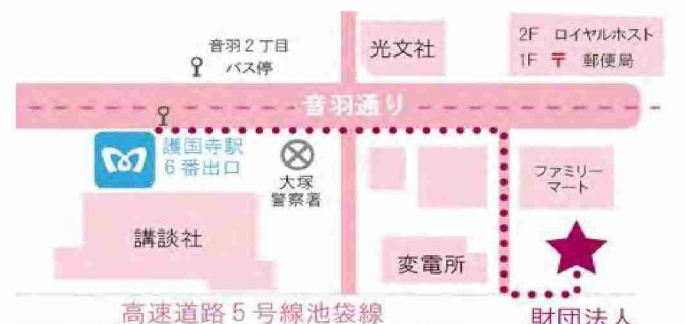 音羽2丁目
バス停
光文社
2F ロイヤルホスト
1F 〒 郵便局
音羽通り
護国寺駅
6番出口
大塚
警察署
ファミリー
マート
講談社
変電所
高速道路5号線池袋線
財団法人